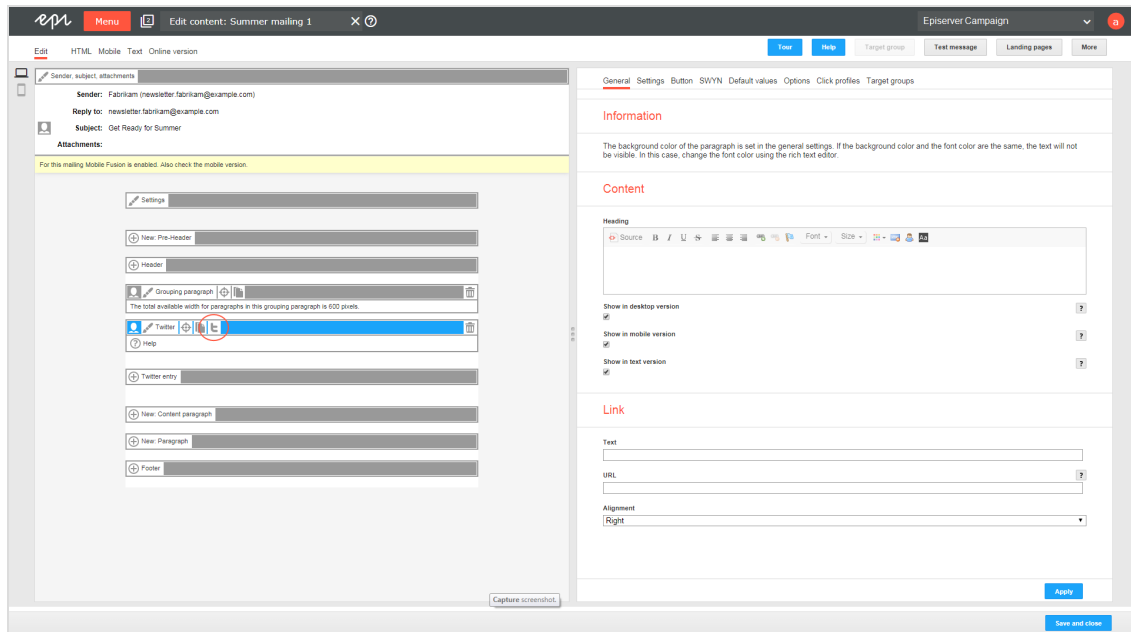 epi Menu 2 Edit content: Summer mailing 1 Episerver Campaign a
Edit HTML Mobile Text Online version Tour Help Target group Text message Landing pages More
Sender, subject, attachments
Sender: Fabrikam (newsletter.fabrikam@example.com)
Reply to: newsletter.fabrikam@example.com
Subject: Get Ready for Summer
Attachments:
For this mailing Mobile Fusion is enabled. Also check the mobile version.
Settings
New: Pre-Header
Header
Grouping paragraph
The total available width for paragraphs in this grouping paragraph is 600 pixels.
Twitter
? Help
Twitter entry
New: Content paragraph
New: Paragraph
Footer
Capture screenshot.
General Settings Button SWYN Default values Options Click profiles Target groups
Information
The background color of the paragraph is set in the general settings. If the background color and the font color are the same, the text will not
be visible. In this case, change the font color using the rich text editor.
Content
Heading
Source B I U S Font Size Aa
Show in desktop version ?
Show in mobile version ?
Show in text version ?
Link
Text
URL ?
Alignment
Right
Apply
Save and close